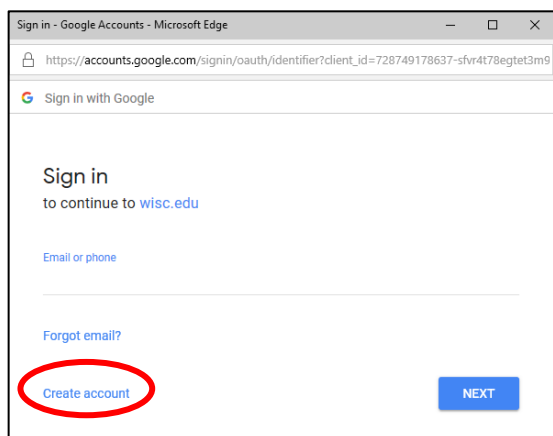 Sign in - Google Accounts - Microsoft Edge
https://accounts.google.com/signin/oauth/identifier?client_id=728749178637-sfvr4t78egtet3m9
Sign in with Google
Sign in
to continue to wisc.edu
Email or phone
Forgot email?
Create account
NEXT